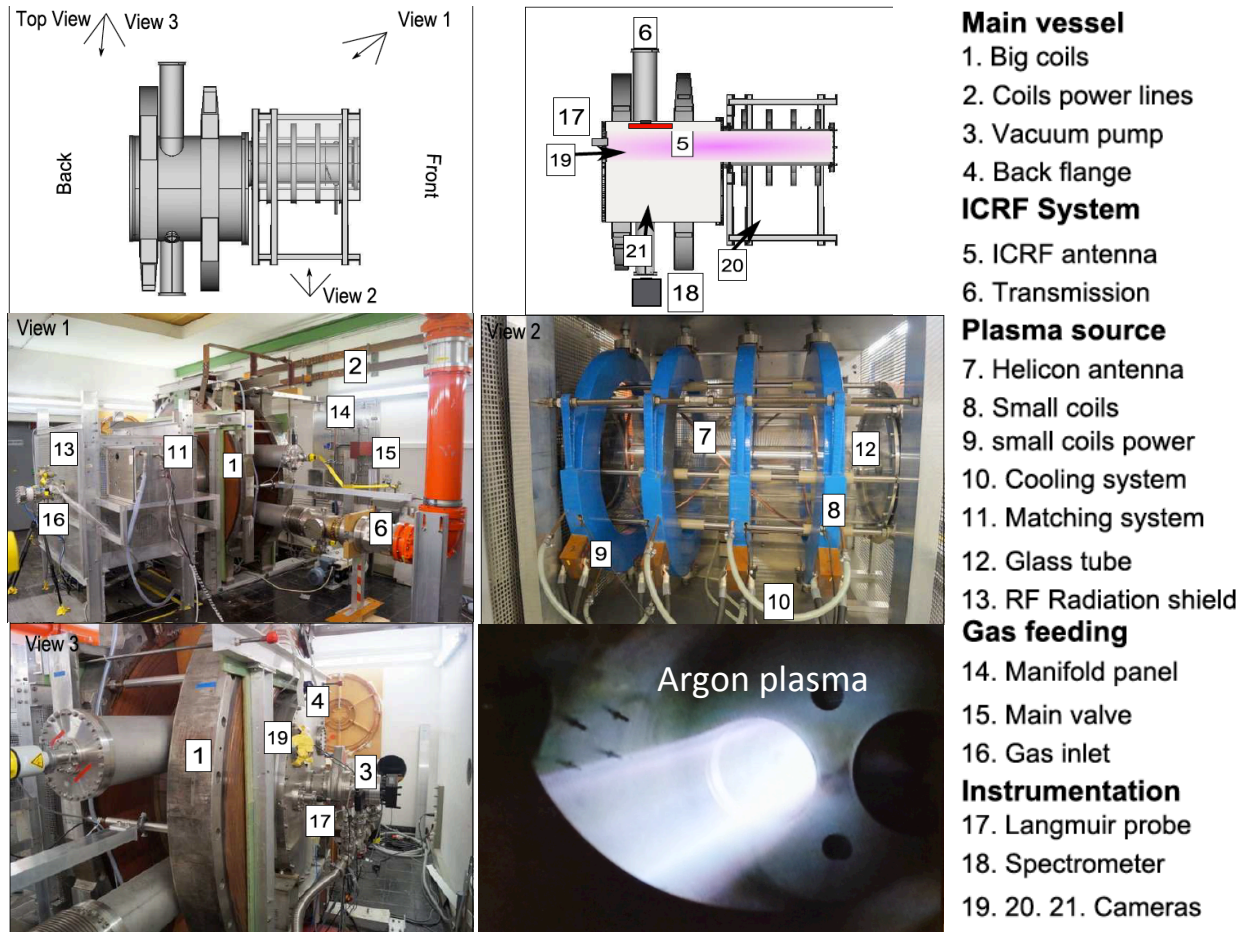 Top View
View 3
View 1
Back
Front
View 2
6
17
5
19
21
20
18
View 1
2
14
13
11
1
15
16
6
View 2
7
12
8
9
10
View 3
4
19
1
3
17
Argon plasma
Main vessel
1. Big coils
2. Coils power lines
3. Vacuum pump
4. Back flange
ICRF System
5. ICRF antenna
6. Transmission
Plasma source
7. Helicon antenna
8. Small coils
9. small coils power
10. Cooling system
11. Matching system
12. Glass tube
13. RF Radiation shield
Gas feeding
14. Manifold panel
15. Main valve
16. Gas inlet
Instrumentation
17. Langmuir probe
18. Spectrometer
19. 20. 21. Cameras